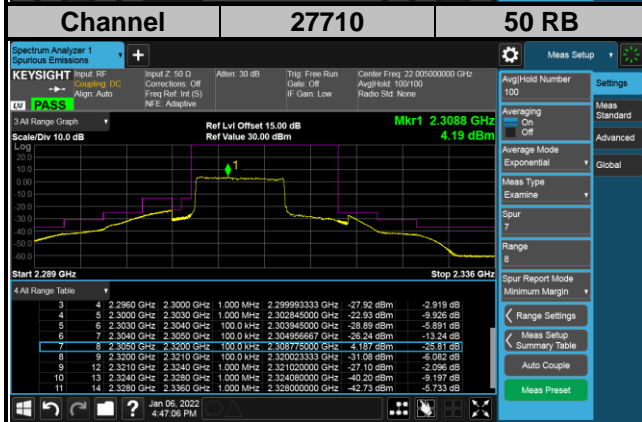 Channel 27710 50 RB
Spectrum Analyzer 1
Spurious Emissions
+
Meas Setup
KEYSIGHT Input: RF Input Z: 50 Ω Atten: 30 dB Trig: Free Run Center Freq: 22.005000000 GHz
Coupling: DC Corrections: Off Gate: Off Avg|Hold: 100/100
Align: Auto Freq Ref: Int (S) IF Gain: Low Radio Std: None
NFE: Adaptive
LXI PASS
3 All Range Graph
Ref Lvl Offset 15.00 dB Mkr1 2.3088 GHz
Scale/Div 10.0 dB Ref Value 30.00 dBm 4.19 dBm
Log
20.0
10.0
0.00
-10.0
-20.0
-30.0
-40.0
-50.0
-60.0
1
Start 2.289 GHz Stop 2.336 GHz
4 All Range Table
3 4 2.2960 GHz 2.3000 GHz 1.000 MHz 2.299993333 GHz -27.92 dBm -2.919 dB
4 5 2.3000 GHz 2.3030 GHz 1.000 MHz 2.302845000 GHz -22.93 dBm -9.926 dB
5 6 2.3030 GHz 2.3040 GHz 100.0 kHz 2.303945000 GHz -28.89 dBm -5.891 dB
6 7 2.3040 GHz 2.3050 GHz 100.0 kHz 2.304956667 GHz -26.24 dBm -13.24 dB
7 8 2.3050 GHz 2.3200 GHz 100.0 kHz 2.308775000 GHz 4.187 dBm -25.81 dB
8 9 2.3200 GHz 2.3210 GHz 100.0 kHz 2.320023333 GHz -31.08 dBm -6.082 dB
9 12 2.3210 GHz 2.3240 GHz 1.000 MHz 2.321020000 GHz -27.10 dBm -2.096 dB
10 13 2.3240 GHz 2.3280 GHz 1.000 MHz 2.324080000 GHz -40.20 dBm -9.197 dB
11 14 2.3280 GHz 2.3360 GHz 1.000 MHz 2.328000000 GHz -42.73 dBm -5.733 dB
Avg|Hold Number
100
Averaging
On
Off
Average Mode
Exponential
Meas Type
Examine
Spur
7
Range
8
Spur Report Mode
Minimum Margin
Range Settings
Meas Setup
Summary Table
Auto Couple
Meas Preset
Settings
Meas
Standard
Advanced
Global
?
Jan 06, 2022
4:47:06 PM